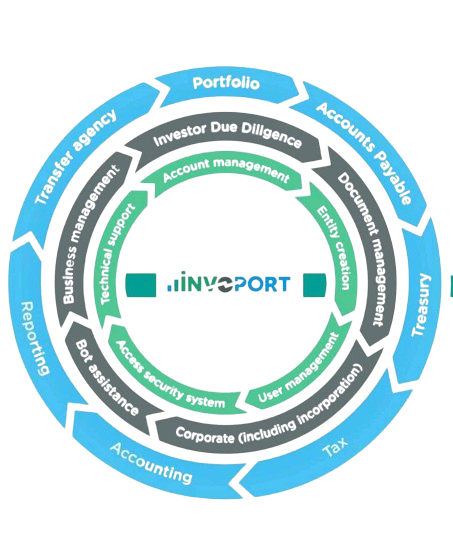 Portfolio
Accounts Payable
Treasury
Tax
Accounting
Reporting
Transfer agency
Investor Due Dilgence
Document management
Corporate (including incorporation)
Bot assistance
Business management
Account management
Entity creation
User management
Access security system
Technical support
INVOPORT